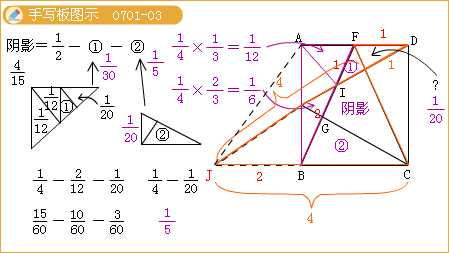 手写板图示 0701-03
阴影=1/2-①-②
1/30
1/5
1/4×1/3=1/12
1/4×2/3=1/6
4/15
1/12
①
1/12
1/20
1/20
②
1/4-2/12-1/20
1/4-1/20
15/60-10/60-3/60
1/5
A
F
1
D
1
①
1
I
?
1/20
4
阴影
2
G
②
J
2
B
C
4